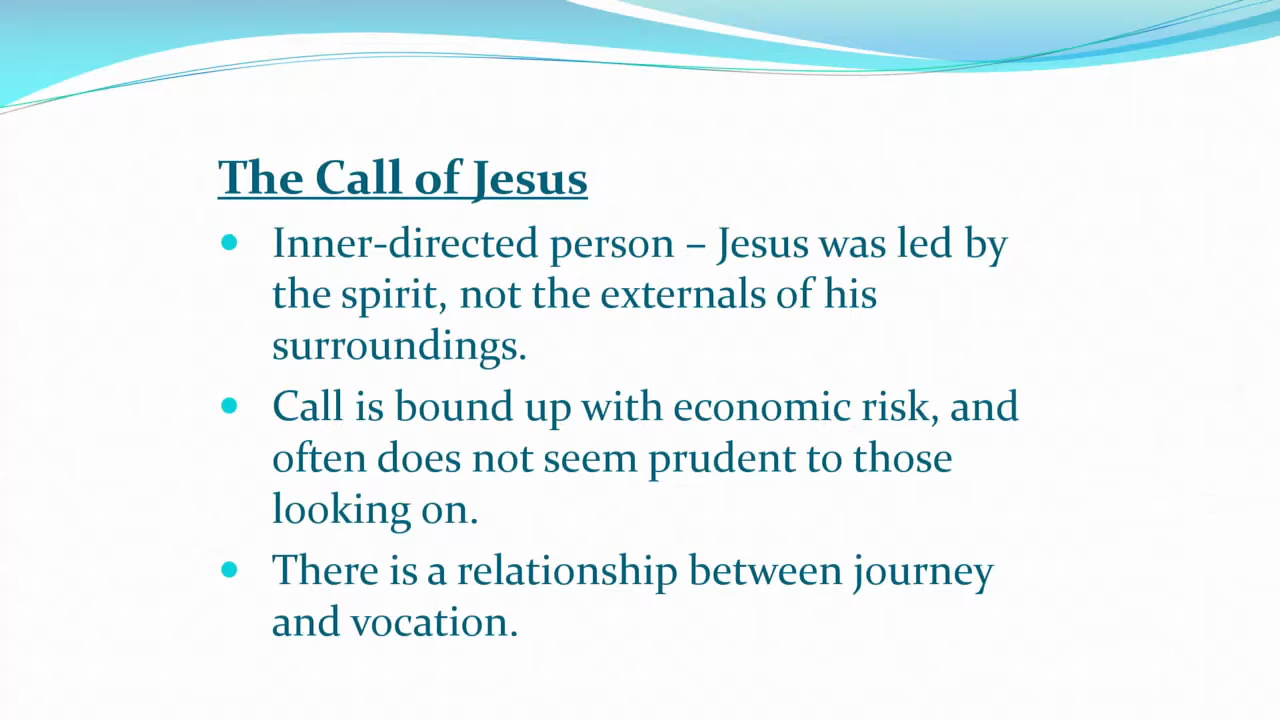 The Call of Jesus
Inner-directed person – Jesus was led by
the spirit, not the externals of his
surroundings.
Call is bound up with economic risk, and
often does not seem prudent to those
looking on.
There is a relationship between journey
and vocation.